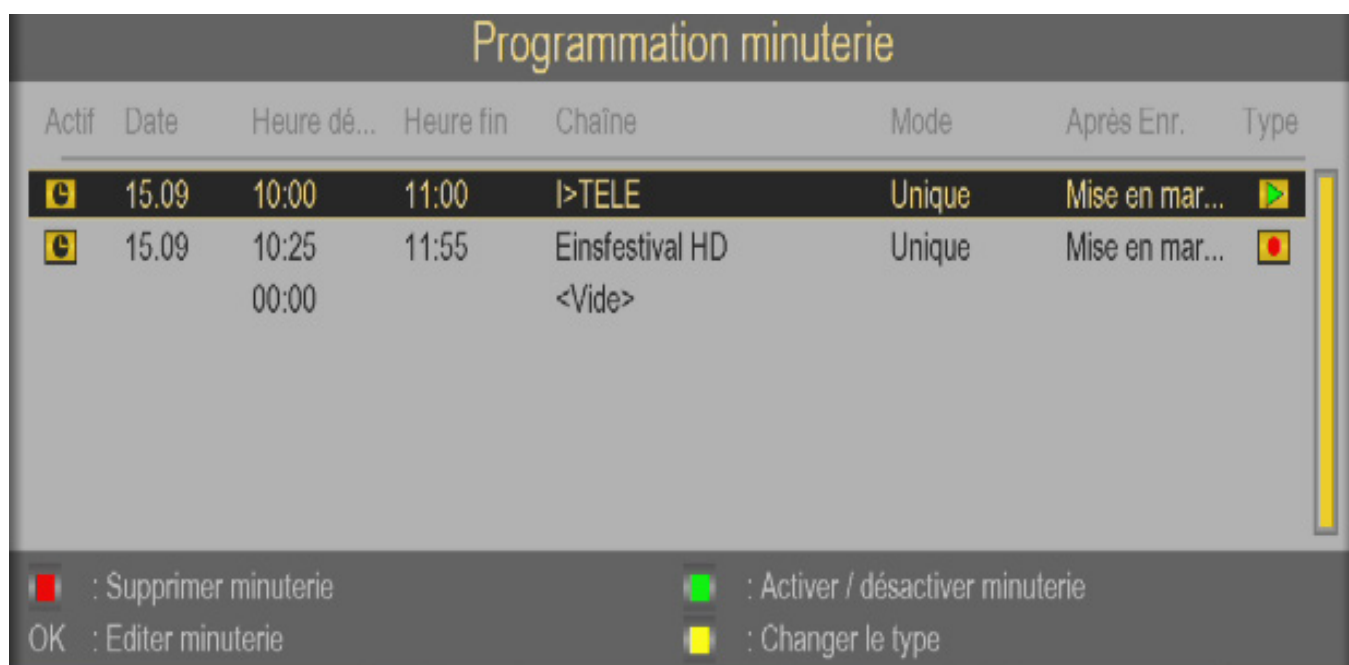 Programmation minuterie
Actif Date Heure dé... Heure fin Chaîne Mode Après Enr. Type
15.09 10:00 11:00 I>TELE Unique Mise en mar...
15.09 10:25 11:55 Einsfestival HD Unique Mise en mar...
00:00 <Vide>
: Supprimer minuterie : Activer / désactiver minuterie
OK : Editer minuterie : Changer le type